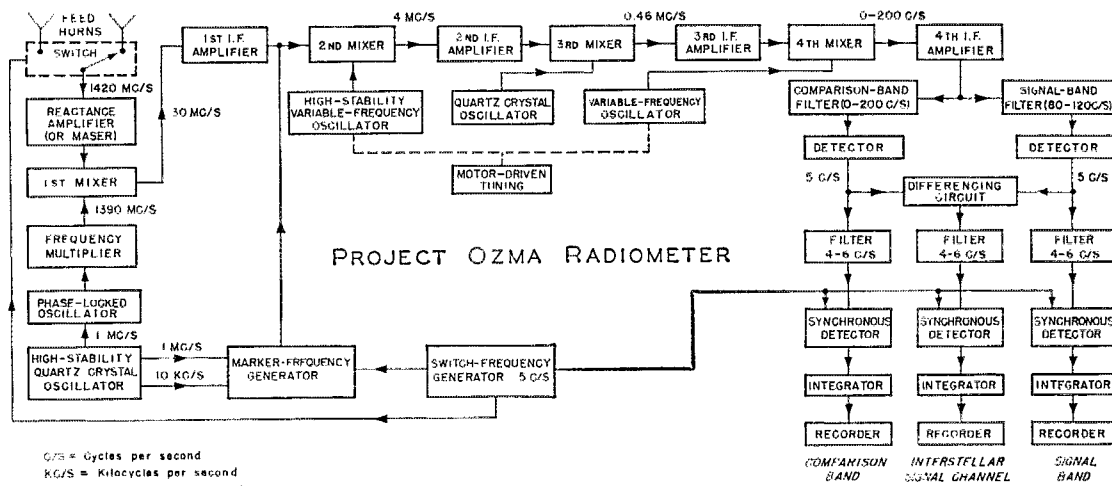 FEED
HORNS
SWITCH
1420 MC/S
REACTANCE
AMPLIFIER
(OR MASER)
1ST MIXER
1390 MC/S
FREQUENCY
MULTIPLIER
PHASE-LOCKED
OSCILLATOR
1 MC/S
HIGH-STABILITY
QUARTZ CRYSTAL
OSCILLATOR
1 MC/S
10 KC/S
30 MC/S
1ST I.F.
AMPLIFIER
2ND MIXER
4 MC/S
2ND I.F.
AMPLIFIER
3RD MIXER
0.46 MC/S
3RD I.F.
AMPLIFIER
4TH MIXER
0-200 C/S
4TH I.F.
AMPLIFIER
HIGH-STABILITY
VARIABLE-FREQUENCY
OSCILLATOR
QUARTZ CRYSTAL
OSCILLATOR
VARIABLE-FREQUENCY
OSCILLATOR
MOTOR-DRIVEN
TUNING
COMPARISON-BAND
FILTER (0-200 C/S)
SIGNAL-BAND
FILTER (80-120C/S)
DETECTOR
DETECTOR
5 C/S
5 C/S
DIFFERENCING
CIRCUIT
FILTER
4-6 C/S
FILTER
4-6 C/S
FILTER
4-6 C/S
PROJECT OZMA RADIOMETER
MARKER-FRFQUENCY
GENERATOR
SWITCH-FREQUENCY
GENERATOR 5 C/S
SYNCHRONOUS
DETECTOR
SYNCHRONOUS
DETECTOR
SYNCHRONOUS
DETECTOR
INTEGRATOR
INTEGRATOR
INTEGRATOR
RECORDER
RECORDER
RECORDER
COMPARISON
BAND
INTERSTELLAR
SIGNAL CHANNEL
SIGNAL
BAND
C/S = Cycles per second
KC/S = Kilocycles per second